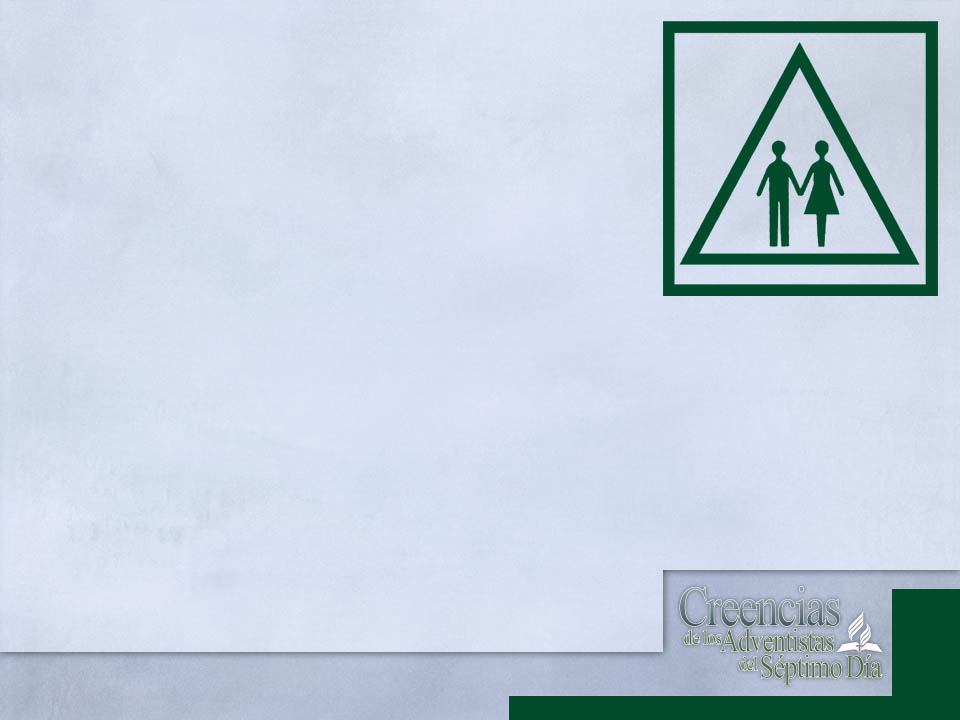 Creencias
de los Adventistas
del Séptimo Día